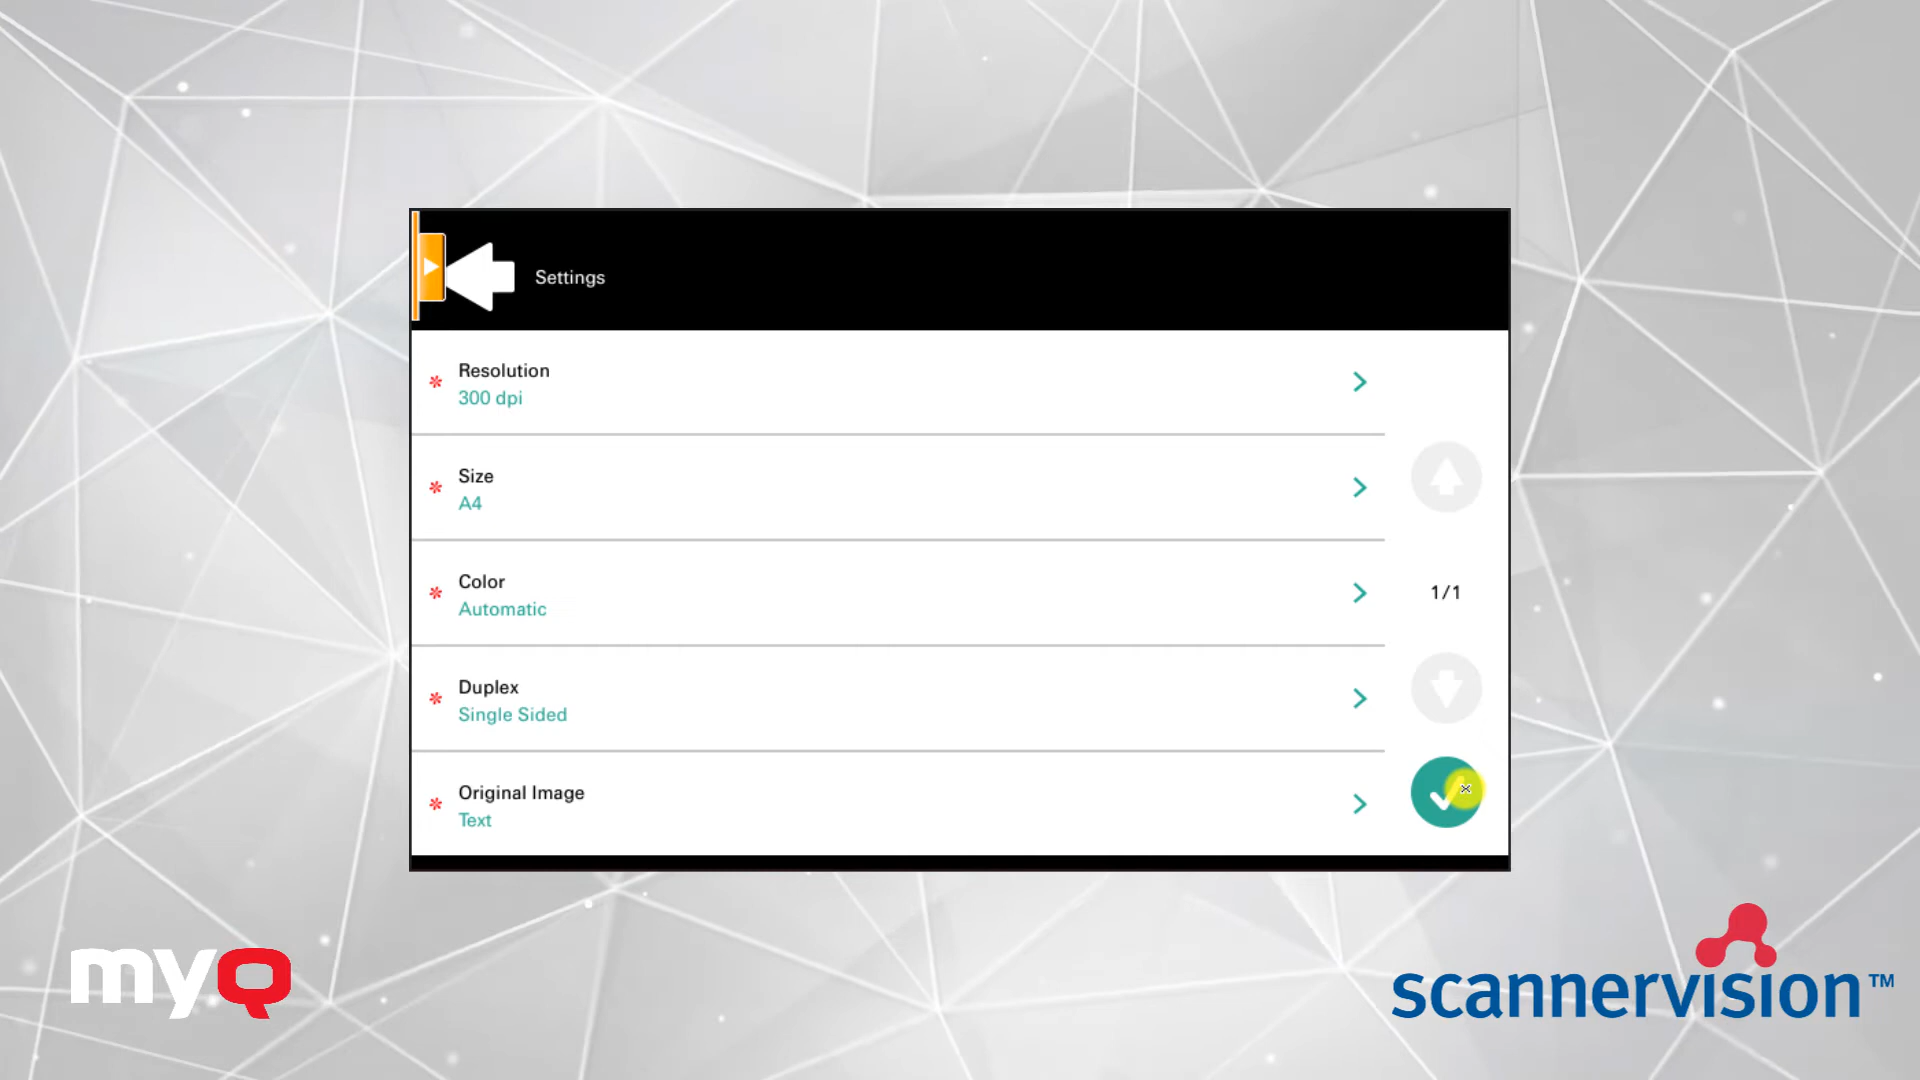 Settings
* Resolution
300 dpi
* Size
A4
* Color
Automatic
1/1
* Duplex
Single Sided
* Original Image
Text
myQ
scannervision™